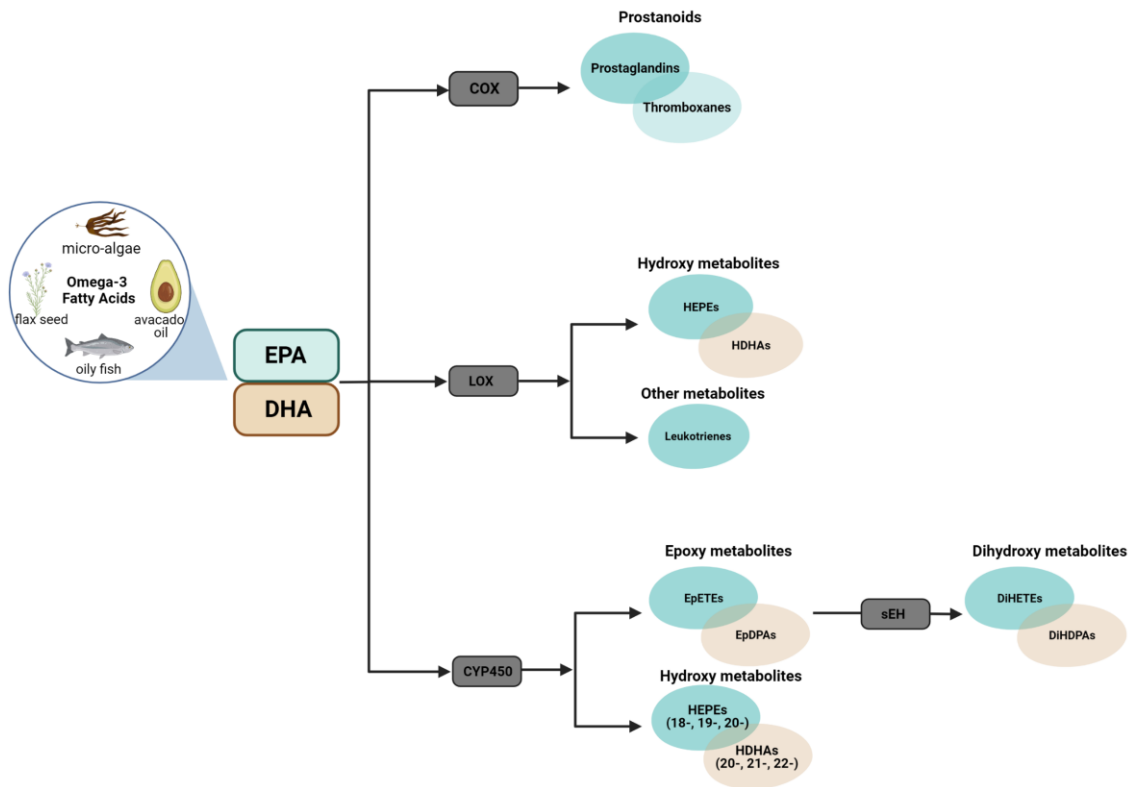 Prostanoids
Prostaglandins
Thromboxanes
COX
micro-algae
Omega-3
Fatty Acids
flax seed
avacado
oil
oily fish
EPA
DHA
LOX
Hydroxy metabolites
HEPEs
HDHAs
Other metabolites
Leukotrienes
CYP450
Epoxy metabolites
EpETEs
EpDPAs
sEH
Dihydroxy metabolites
DiHETEs
DiHDPAs
Hydroxy metabolites
HEPEs
(18-, 19-, 20-)
HDHAs
(20-, 21-, 22-)